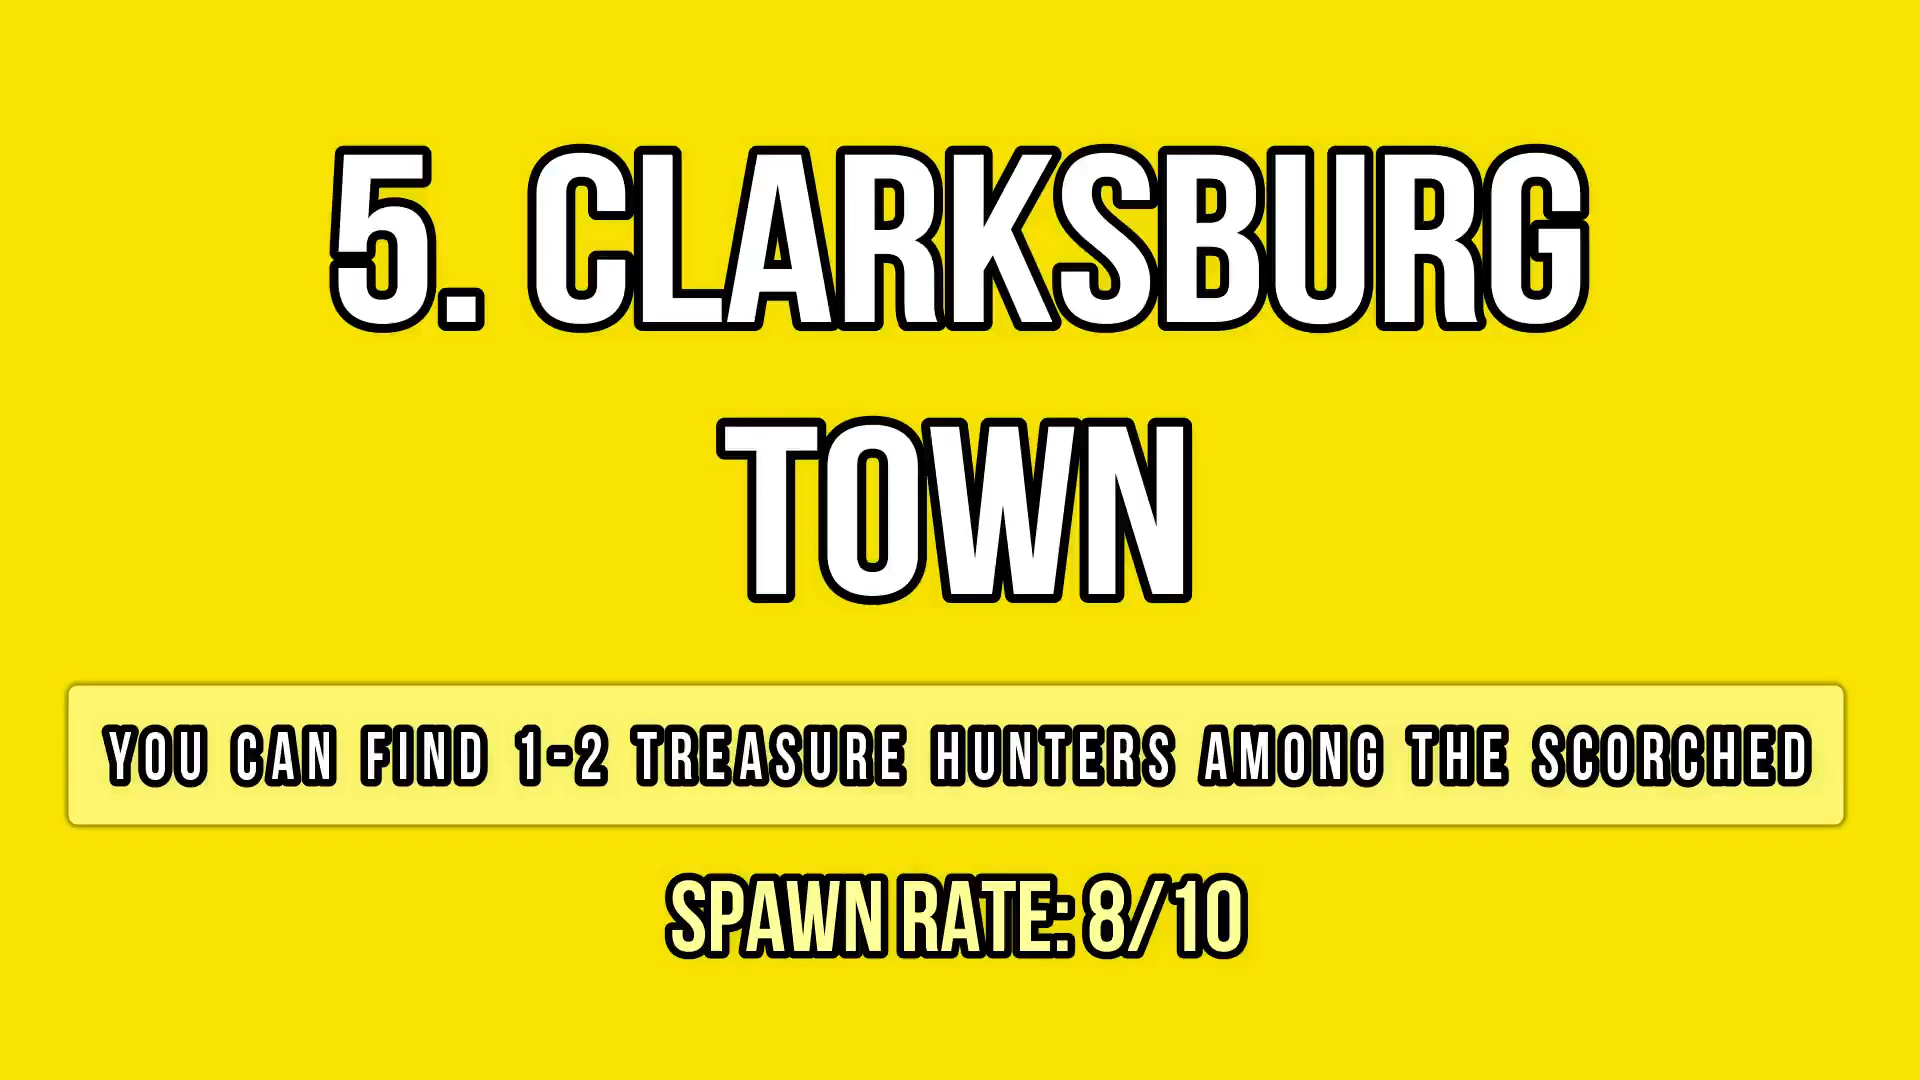 5. CLARKSBURG
TOWN
YOU CAN FIND 1-2 TREASURE HUNTERS AMONG THE SCORCHED
SPAWN RATE: 8/10